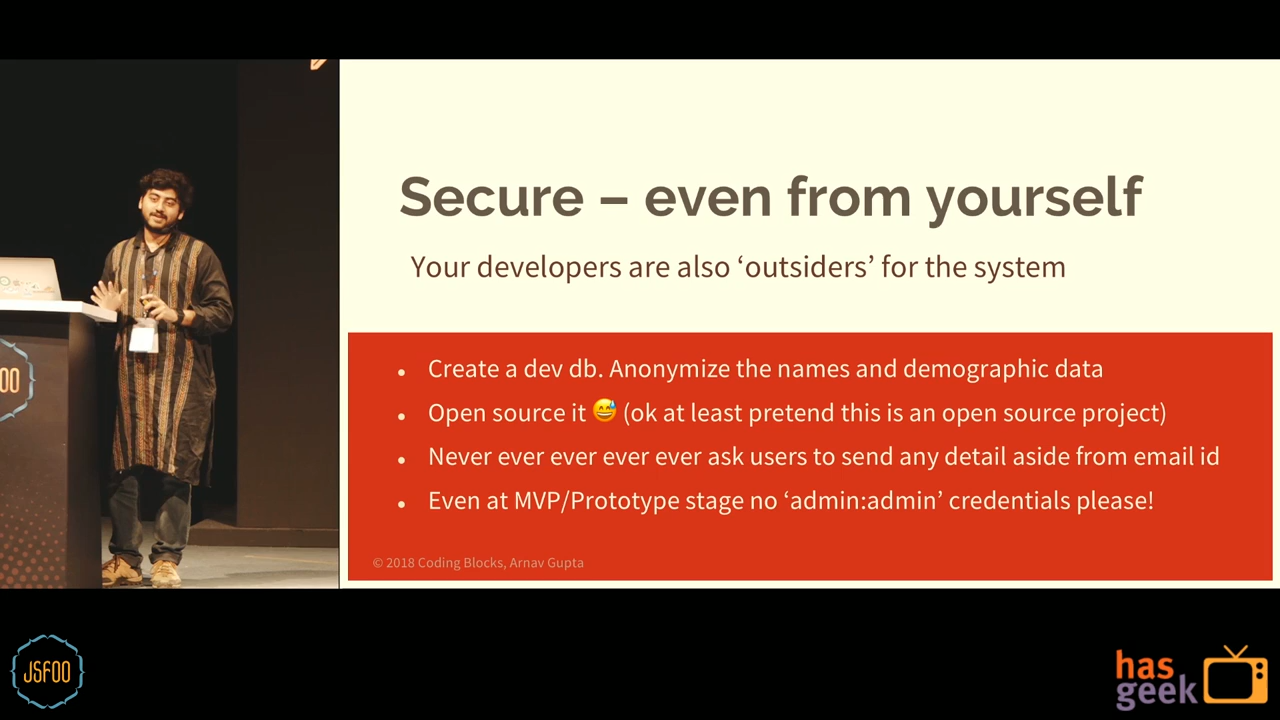 Secure – even from yourself
Your developers are also ‘outsiders’ for the system
Create a dev db. Anonymize the names and demographic data
Open source it 😅 (ok at least pretend this is an open source project)
Never ever ever ever ever ask users to send any detail aside from email id
Even at MVP/Prototype stage no ‘admin:admin’ credentials please!
© 2018 Coding Blocks, Arnav Gupta
OO
JSFOO
has
geek